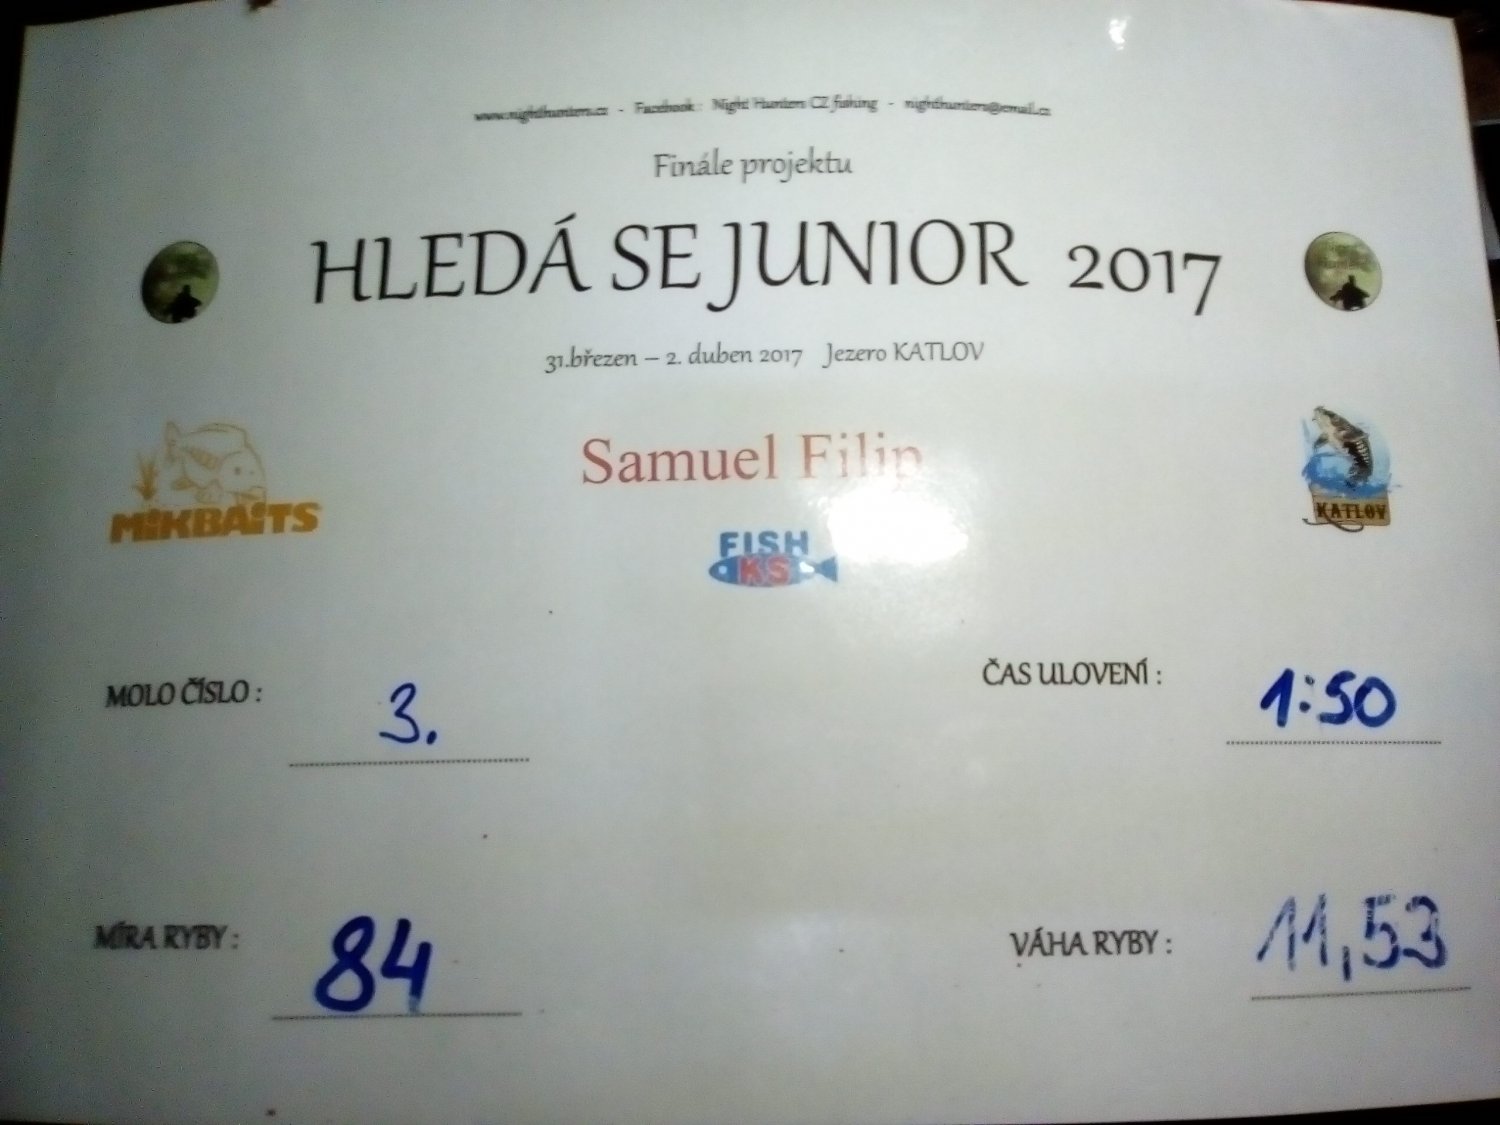 www.nighthunters.cz - Facebook : Night Hunters CZ fishing - nighthunters@email.cz
Finále projektu
HLEDÁ SE JUNIOR 2017
31.březen – 2. duben 2017 Jezero KATLOV
Samuel Filip
MIKBAITS
KATLOV
FISH
KS
MOLO ČÍSLO : 3.
ČAS ULOVENÍ : 1:50
MÍRA RYBY : 84
VÁHA RYBY : 11,53